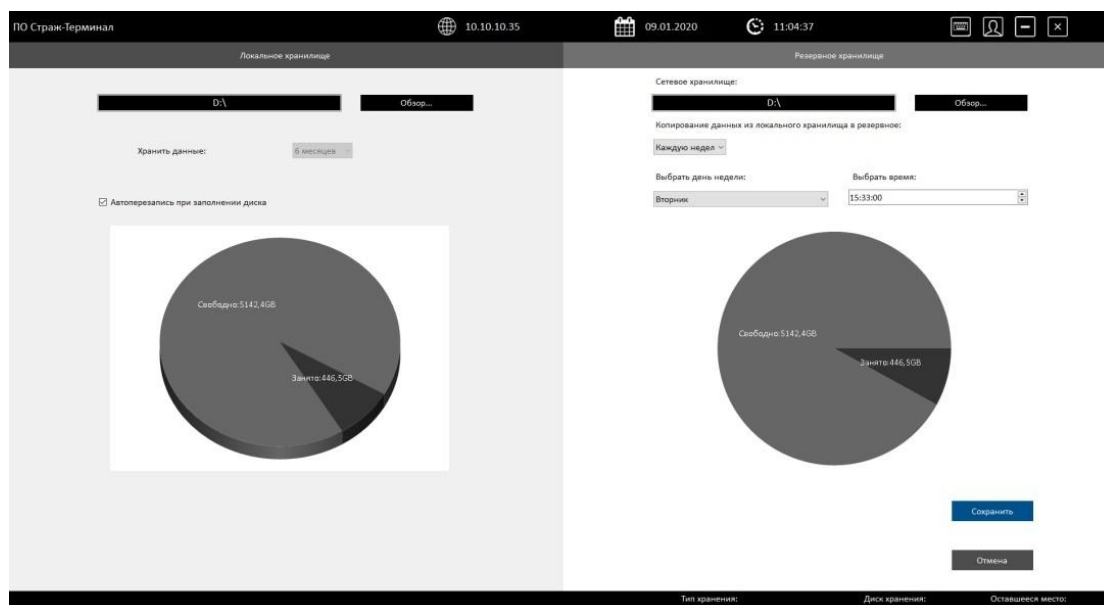 ПО Страж-Терминал 10.10.10.35 09.01.2020 11:04:37
Локальное хранилище
D:\ Обзор...
Хранить данные: 6 месяцев
Автоперезапись при заполнении диска
Свободно:5142,4GB
Занято:446,5GB
Резервное хранилище
Сетевое хранилище:
D:\ Обзор...
Копирование данных из локального хранилища в резервное:
Каждую недел
Выбрать день недели: Выбрать время:
Вторник 15:33:00
Свободно:5142,4GB
Занято:446,5GB
Сохранить
Отмена
Тип хранения: Диск хранения: Оставшееся место: